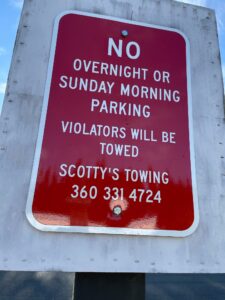 NO
OVERNIGHT OR
SUNDAY MORNING
PARKING
VIOLATORS WILL BE
TOWED
SCOTTY'S TOWING
360 331 4724